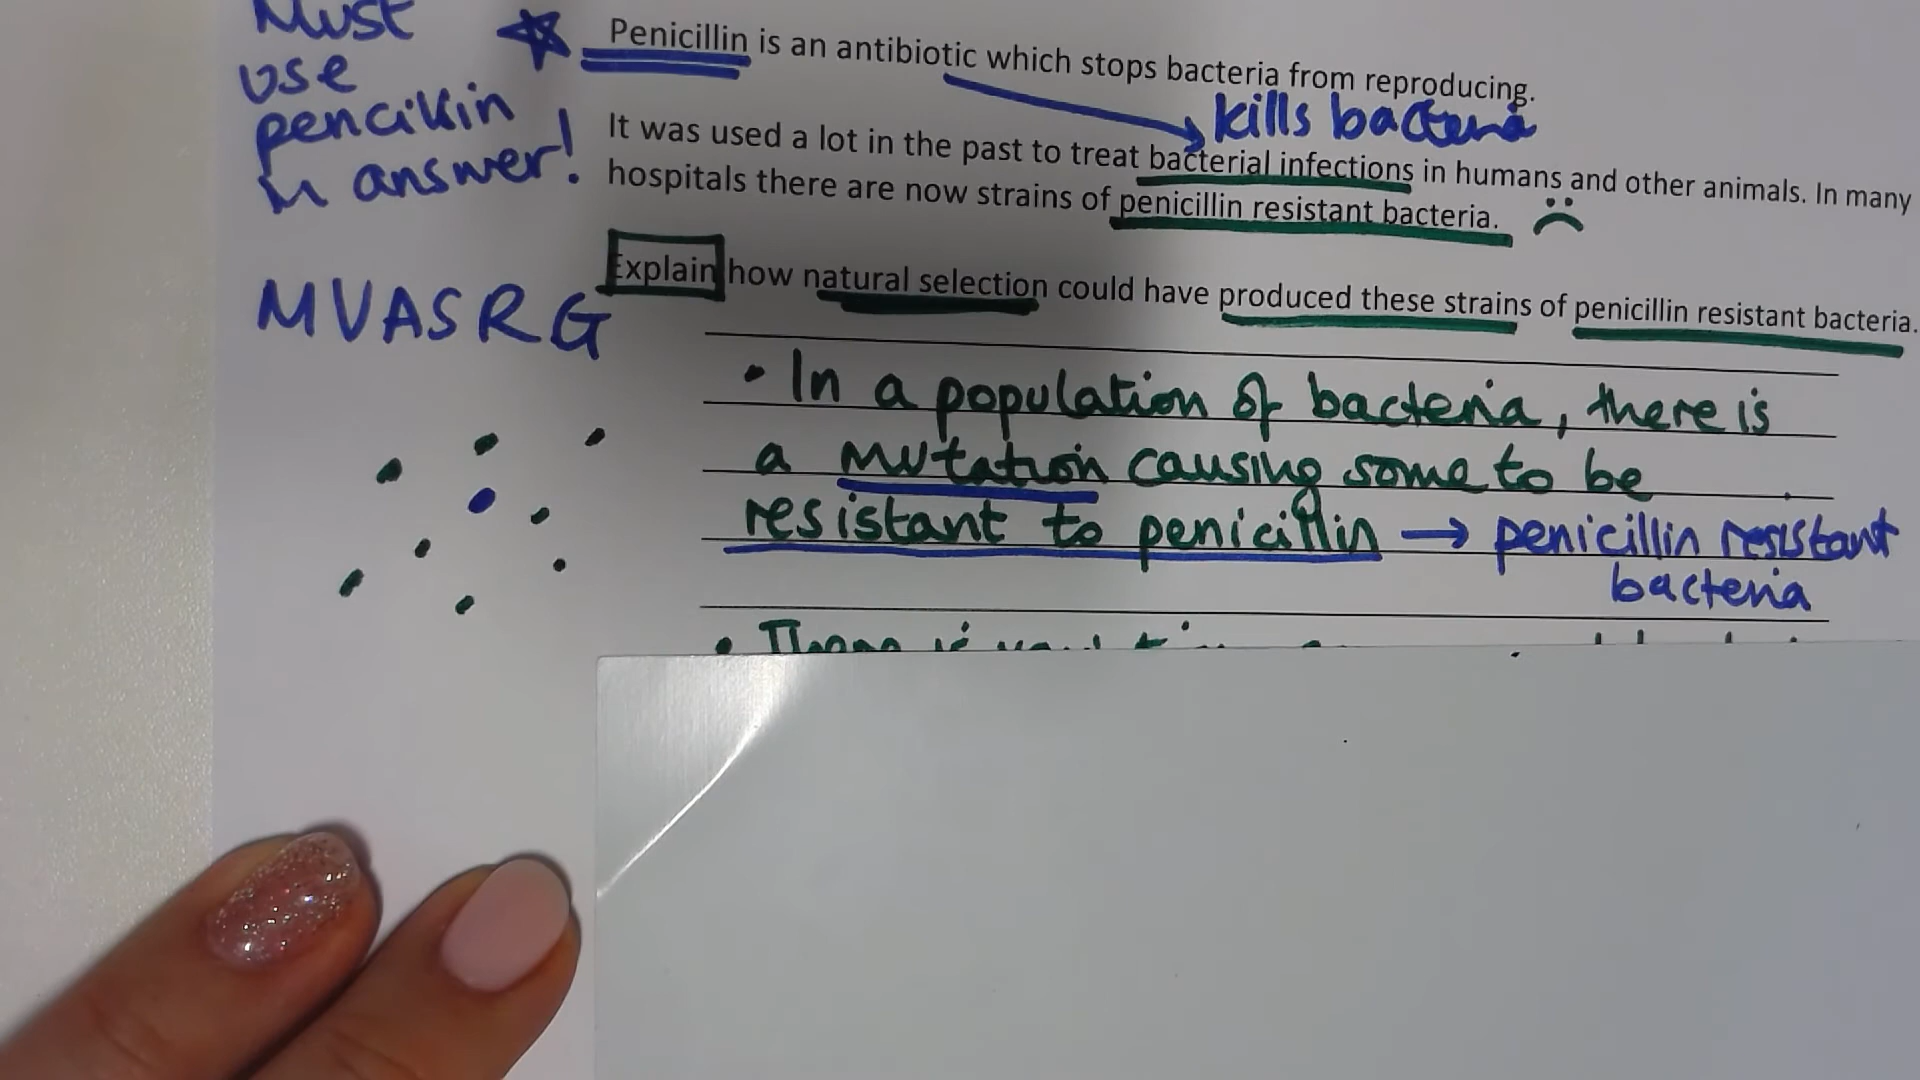 Must
use
pencikin
in answer!
Penicillin is an antibiotic which stops bacteria from reproducing.
kills bacteria
It was used a lot in the past to treat bacterial infections in humans and other animals. In many
hospitals there are now strains of penicillin resistant bacteria.
Explain how natural selection could have produced these strains of penicillin resistant bacteria.
MVASRG
• In a population of bacteria, there is
a mutation causing some to be
resistant to penicillin → penicillin resistant
bacteria
• There is